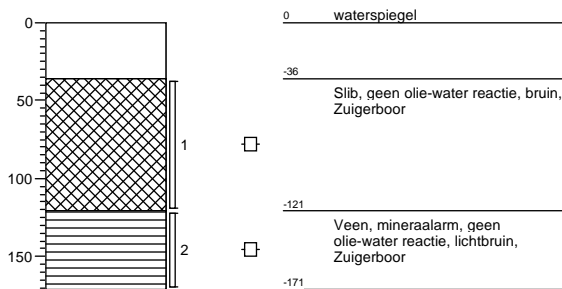 0
50
100
150
1
2
0
waterspiegel
-36
Slib, geen olie-water reactie, bruin,
Zuigerboor
-121
Veen, mineraalarm, geen
olie-water reactie, lichtbruin,
Zuigerboor
-171